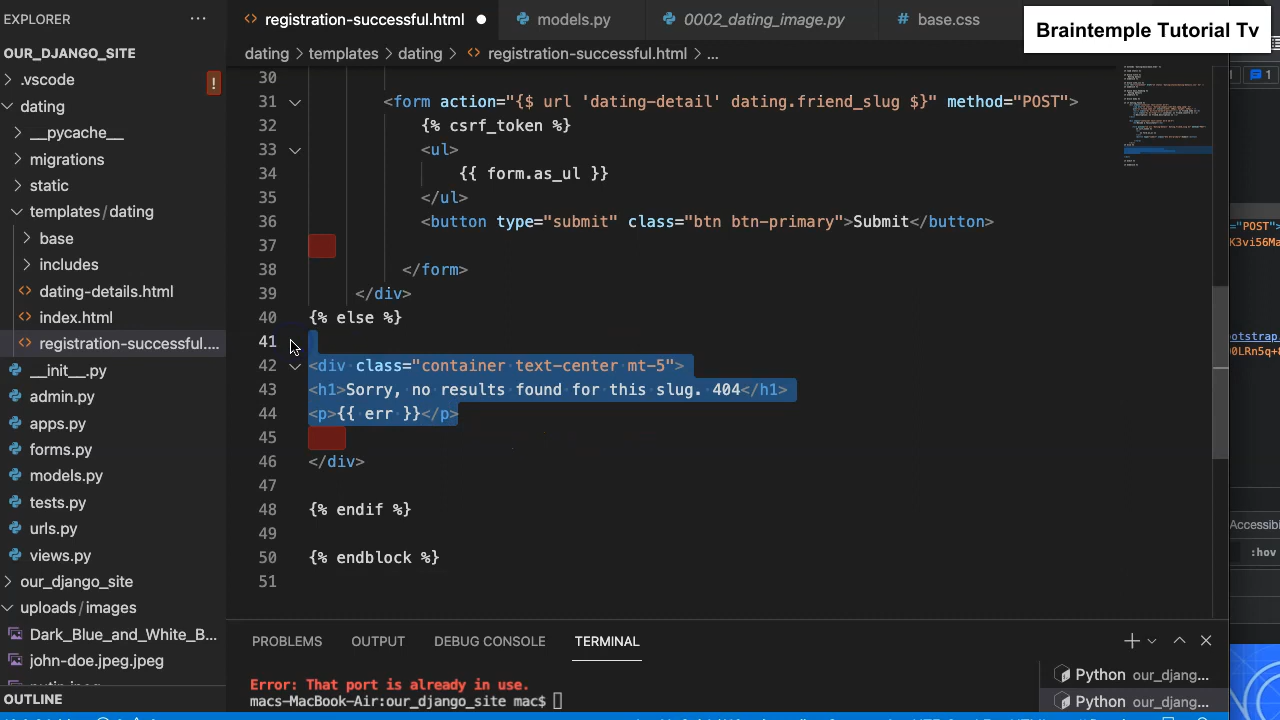 EXPLORER
registration-successful.html
models.py
0002_dating_image.py
# base.css
Braintemple Tutorial Tv
1
OUR_DJANGO_SITE
dating > templates > dating > registration-successful.html > ...
.vscode
!
dating
__pycache__
migrations
static
templates / dating
base
includes
dating-details.html
index.html
registration-successful....
__init__.py
admin.py
apps.py
forms.py
models.py
tests.py
urls.py
views.py
our_django_site
uploads / images
Dark_Blue_and_White_B...
john-doe.jpeg.jpeg
OUTLINE
30
31 <form action="{$ url 'dating-detail' dating.friend_slug $}" method="POST">
32 {% csrf_token %}
33 <ul>
34 {{ form.as_ul }}
35 </ul>
36 <button type="submit" class="btn btn-primary">Submit</button>
37
38 </form>
39 </div>
40 {% else %}
41
42 <div class="container text-center mt-5">
43 <h1>Sorry, no results found for this slug. 404</h1>
44 <p>{{ err }}</p>
45
46 </div>
47
48 {% endif %}
49
50 {% endblock %}
51
="POST">
K3vi56Ma
ootstrap.
0LRn5q+
Accessibi
:hov
PROBLEMS
OUTPUT
DEBUG CONSOLE
TERMINAL
Error: That port is already in use.
macs-MacBook-Air:our_django_site mac$
Python our_djang...
Python our_djang...